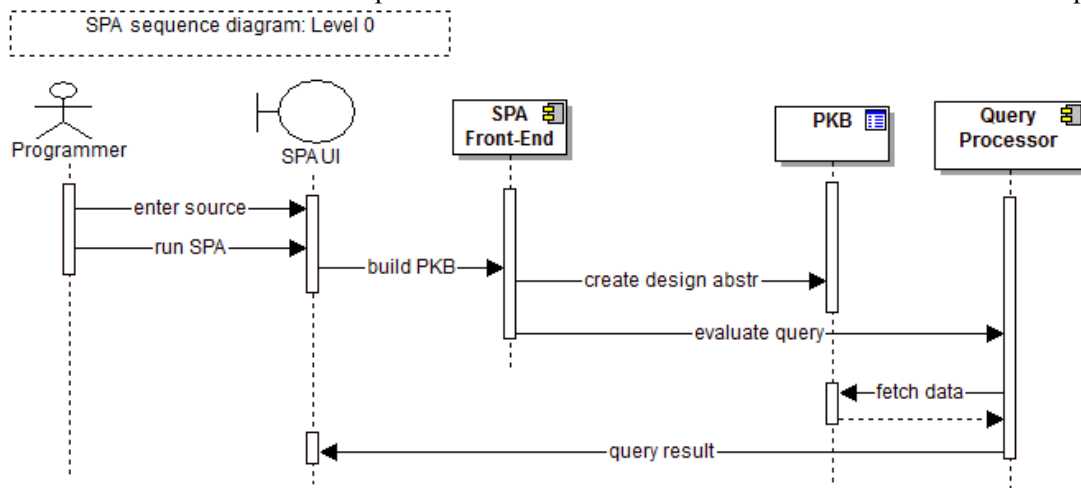 SPA sequence diagram: Level 0
Programmer
SPA UI
SPA
Front-End
PKB
Query
Processor
enter source
run SPA
build PKB
create design abstr
evaluate query
fetch data
query result